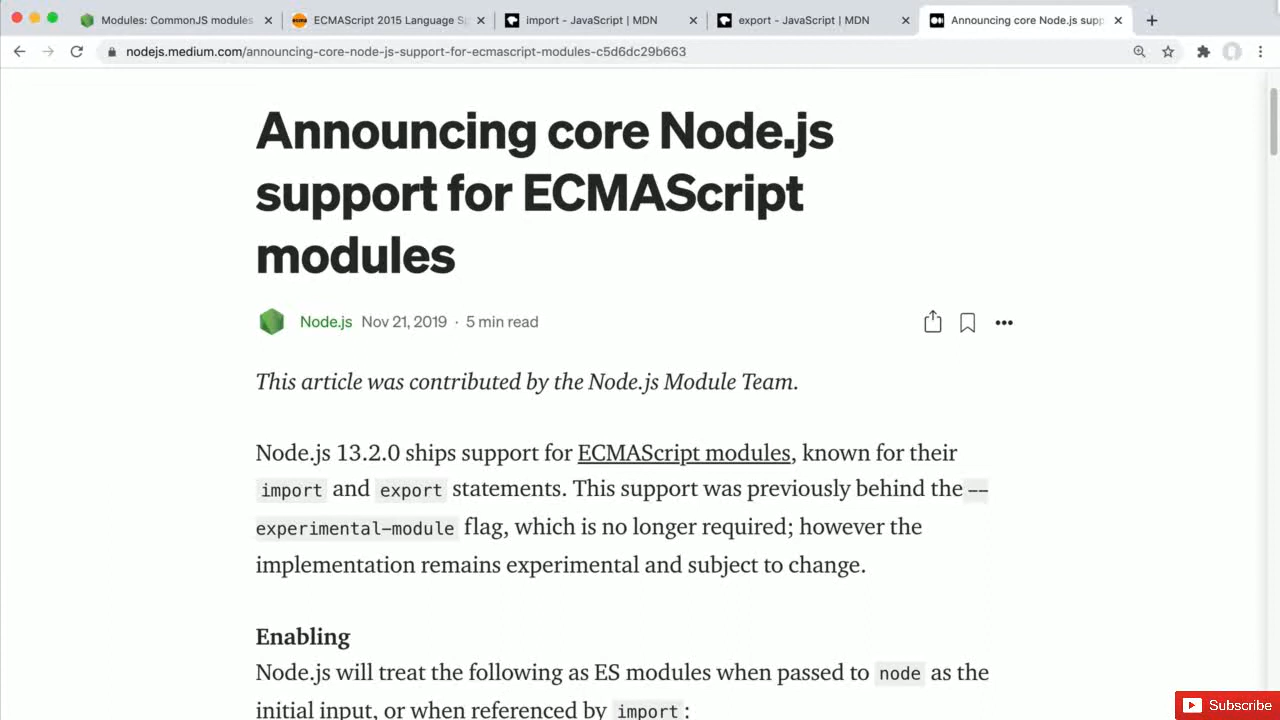 Modules: CommonJS modules
ECMAScript 2015 Language S
import - JavaScript | MDN
export - JavaScript | MDN
Announcing core Node.js supp
nodejs.medium.com/announcing-core-node-js-support-for-ecmascript-modules-c5d6dc29b663
Announcing core Node.js
support for ECMAScript
modules
Node.js Nov 21, 2019 · 5 min read
This article was contributed by the Node.js Module Team.
Node.js 13.2.0 ships support for ECMAScript modules, known for their
import and export statements. This support was previously behind the --
experimental-module flag, which is no longer required; however the
implementation remains experimental and subject to change.
Enabling
Node.js will treat the following as ES modules when passed to node as the
initial input, or when referenced by import:
Subscribe